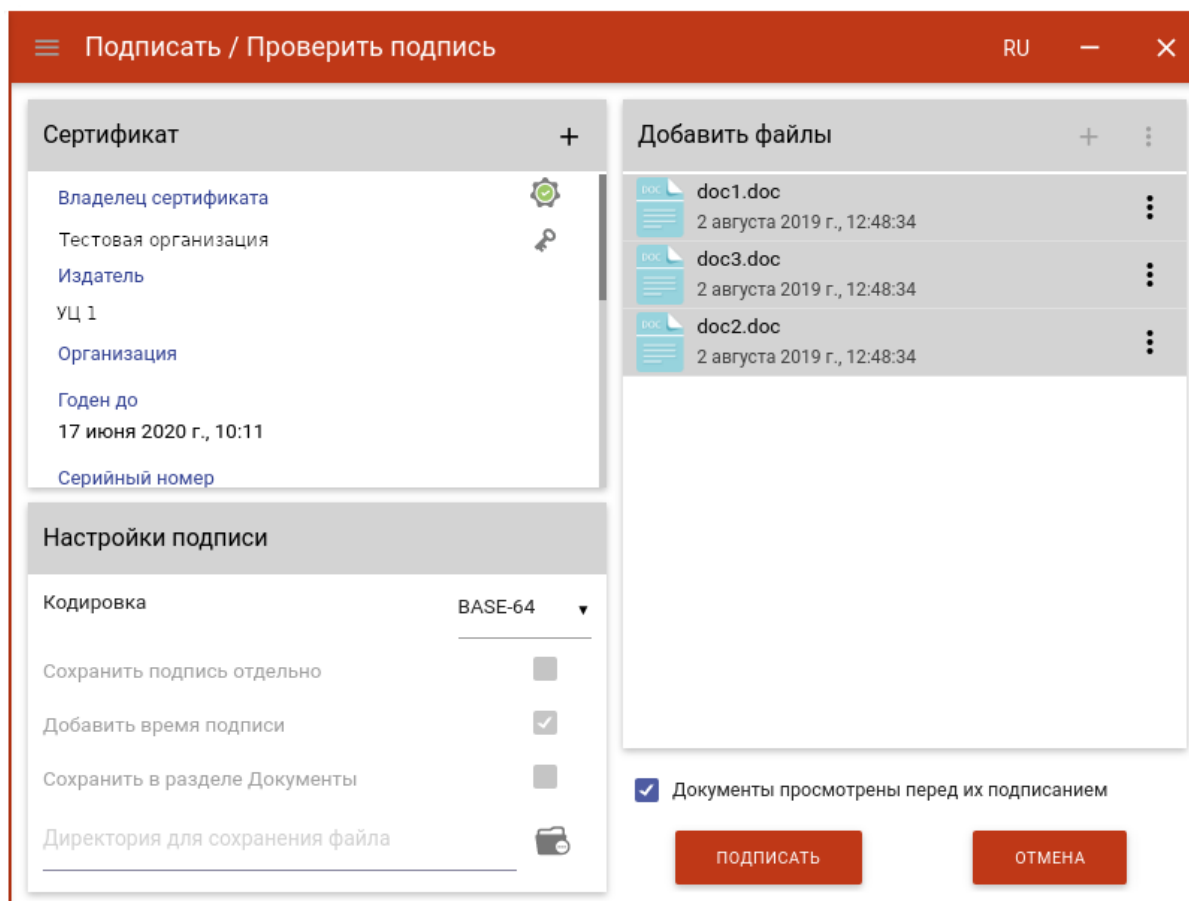 Подписать / Проверить подпись
RU
Сертификат
Владелец сертификата
Тестовая организация
Издатель
УЦ 1
Организация
Годен до
17 июня 2020 г., 10:11
Серийный номер
Настройки подписи
Кодировка
BASE-64
Сохранить подпись отдельно
Добавить время подписи
Сохранить в разделе Документы
Директория для сохранения файла
Добавить файлы
DOC
doc1.doc
2 августа 2019 г., 12:48:34
DOC
doc3.doc
2 августа 2019 г., 12:48:34
DOC
doc2.doc
2 августа 2019 г., 12:48:34
Документы просмотрены перед их подписанием
ПОДПИСАТЬ
ОТМЕНА